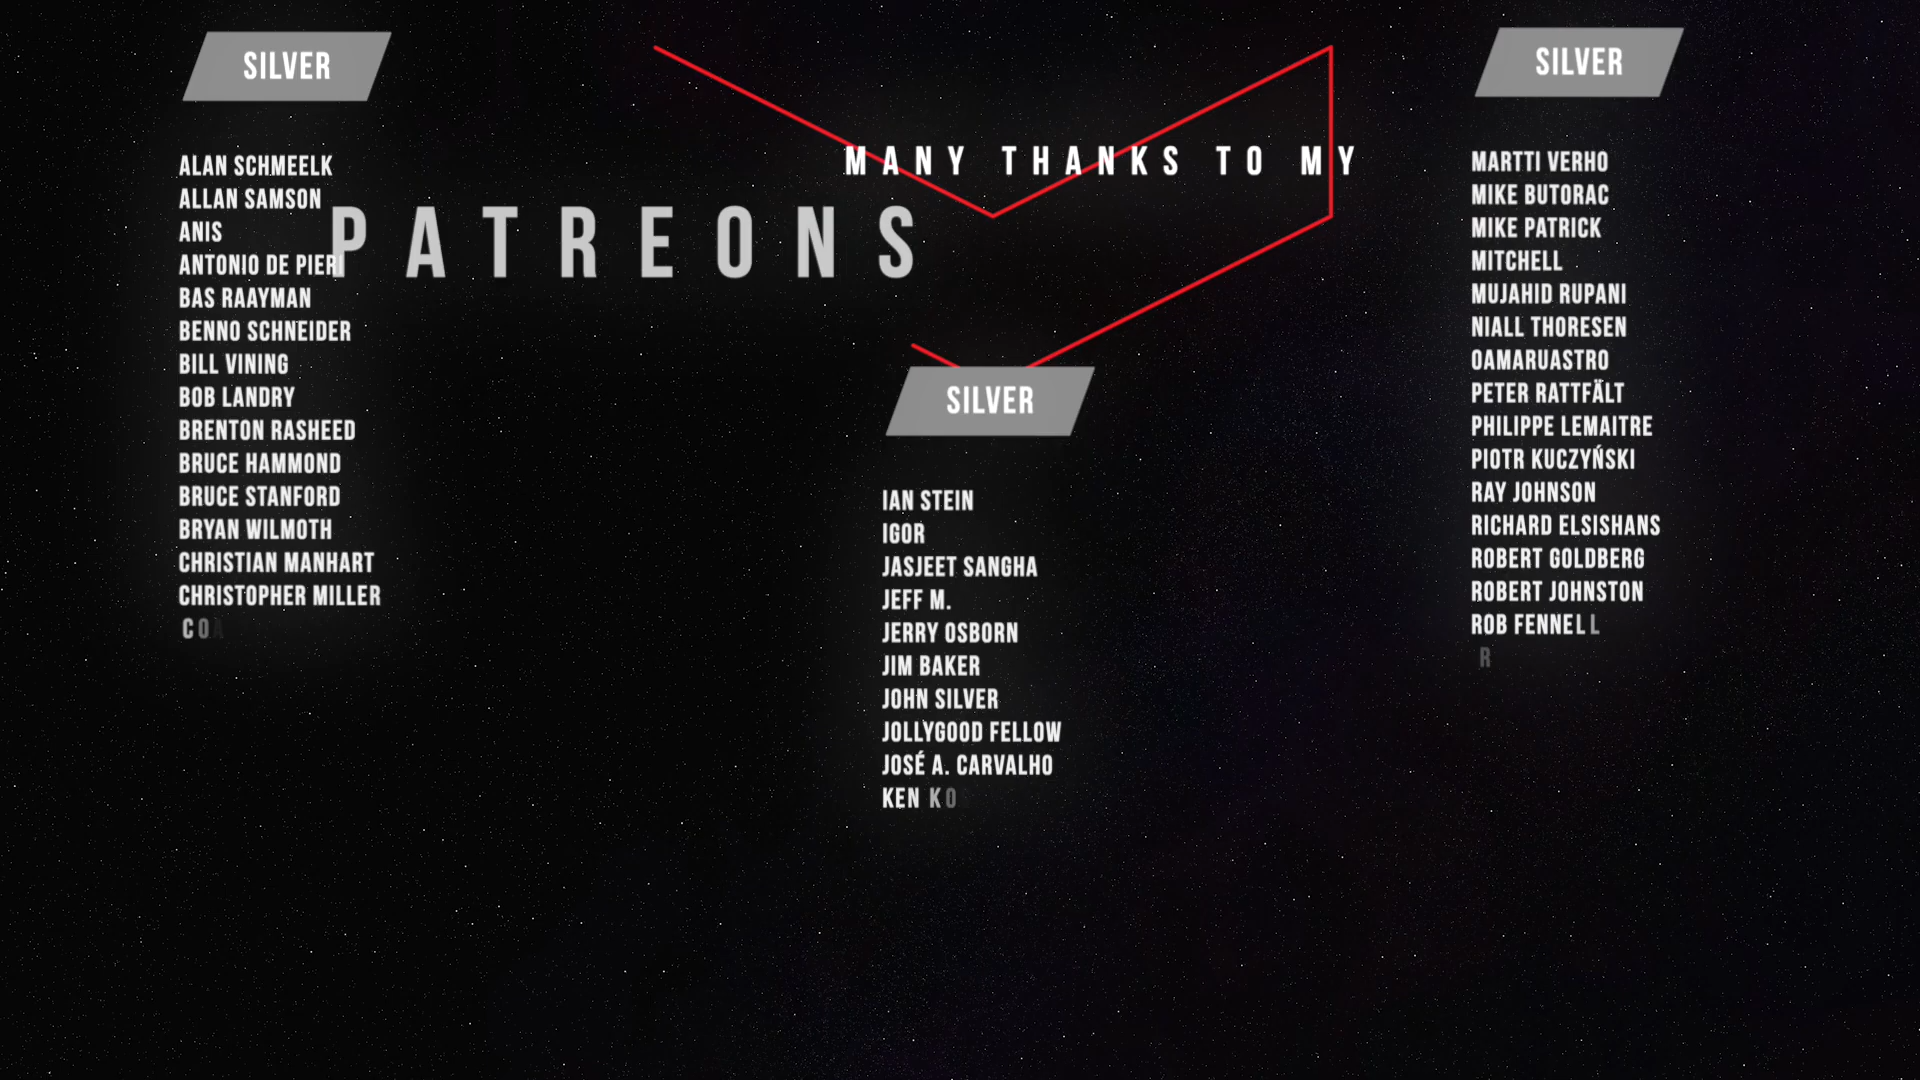 MANY THANKS TO MY
PATREONS
SILVER
ALAN SCHMEELK
ALLAN SAMSON
ANIS
ANTONIO DE PIERI
BAS RAAYMAN
BENNO SCHNEIDER
BILL VINING
BOB LANDRY
BRENTON RASHEED
BRUCE HAMMOND
BRUCE STANFORD
BRYAN WILMOTH
CHRISTIAN MANHART
CHRISTOPHER MILLER
SILVER
IAN STEIN
IGOR
JASJEET SANGHA
JEFF M.
JERRY OSBORN
JIM BAKER
JOHN SILVER
JOLLYGOOD FELLOW
JOSÉ A. CARVALHO
KEN KO
SILVER
MARTTI VERHO
MIKE BUTORAC
MIKE PATRICK
MITCHELL
MUJAHID RUPANI
NIALL THORESEN
OAMARUASTRO
PETER RATTFÄLT
PHILIPPE LEMAITRE
PIOTR KUCZYŃSKI
RAY JOHNSON
RICHARD ELSISHANS
ROBERT GOLDBERG
ROBERT JOHNSTON
ROB FENNELL
R